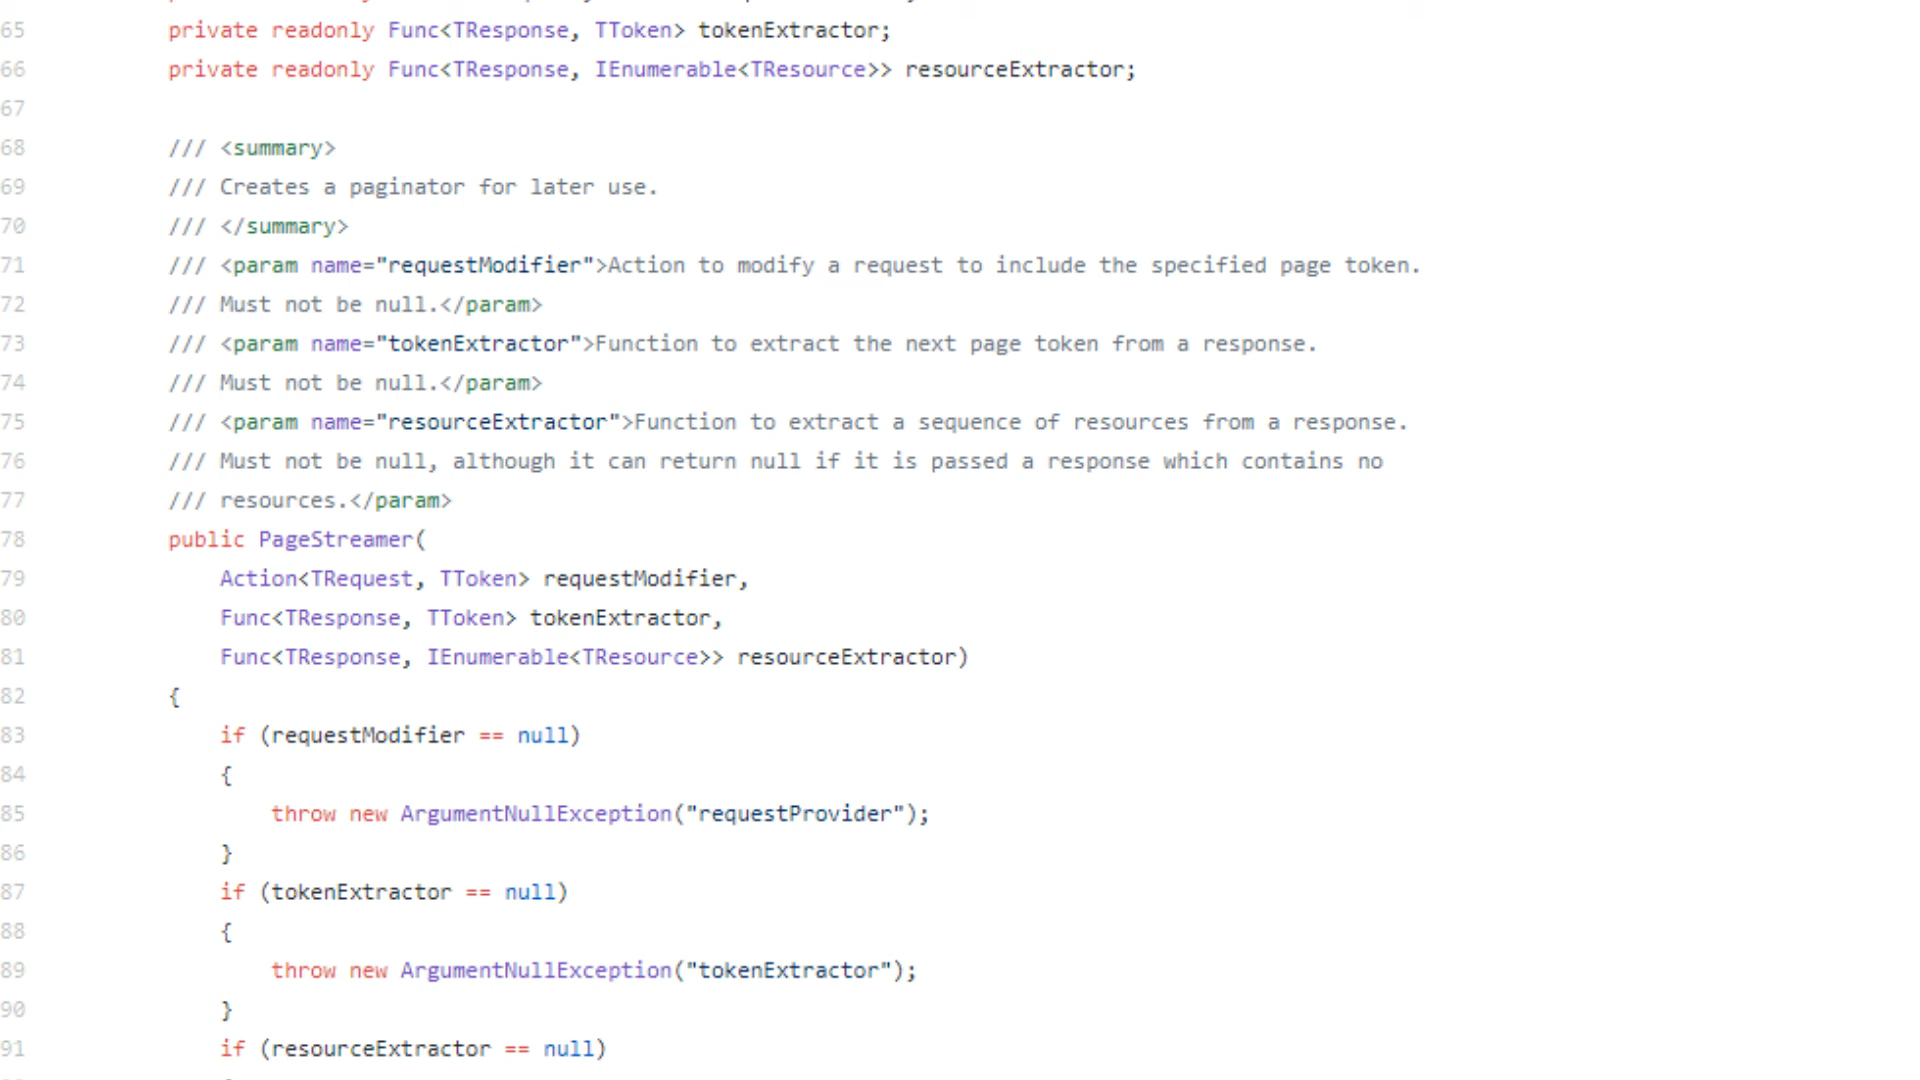 65 private readonly Func<TResponse, TToken> tokenExtractor;
66 private readonly Func<TResponse, IEnumerable<TResource>> resourceExtractor;
67
68 /// <summary>
69 /// Creates a paginator for later use.
70 /// </summary>
71 /// <param name="requestModifier">Action to modify a request to include the specified page token.
72 /// Must not be null.</param>
73 /// <param name="tokenExtractor">Function to extract the next page token from a response.
74 /// Must not be null.</param>
75 /// <param name="resourceExtractor">Function to extract a sequence of resources from a response.
76 /// Must not be null, although it can return null if it is passed a response which contains no
77 /// resources.</param>
78 public PageStreamer(
79 Action<TRequest, TToken> requestModifier,
80 Func<TResponse, TToken> tokenExtractor,
81 Func<TResponse, IEnumerable<TResource>> resourceExtractor)
82 {
83 if (requestModifier == null)
84 {
85 throw new ArgumentNullException("requestProvider");
86 }
87 if (tokenExtractor == null)
88 {
89 throw new ArgumentNullException("tokenExtractor");
90 }
91 if (resourceExtractor == null)